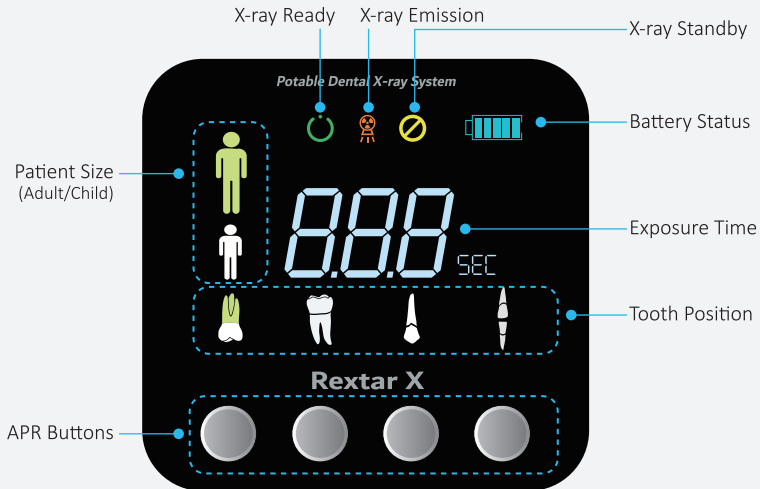 X-ray Ready
X-ray Emission
X-ray Standby
Potable Dental X-ray System
Battery Status
Patient Size
(Adult/Child)
8.8.8
Exposure Time
SEC
Tooth Position
Rextar X
APR Buttons